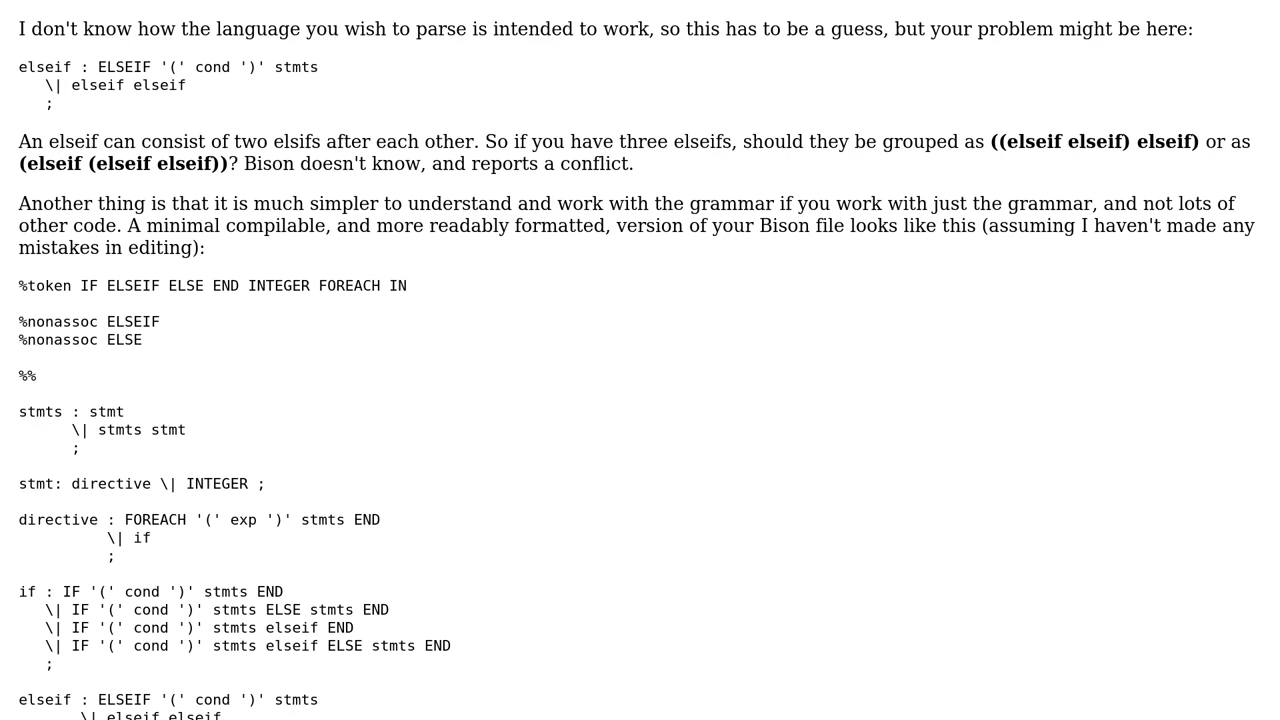 I don't know how the language you wish to parse is intended to work, so this has to be a guess, but your problem might be here:
elseif : ELSEIF '(' cond ')' stmts
   \| elseif elseif
   ;
An elseif can consist of two elsifs after each other. So if you have three elseifs, should they be grouped as ((elseif elseif) elseif) or as
(elseif (elseif elseif))? Bison doesn't know, and reports a conflict.
Another thing is that it is much simpler to understand and work with the grammar if you work with just the grammar, and not lots of
other code. A minimal compilable, and more readably formatted, version of your Bison file looks like this (assuming I haven't made any
mistakes in editing):
%token IF ELSEIF ELSE END INTEGER FOREACH IN
%nonassoc ELSEIF
%nonassoc ELSE
%%
stmts : stmt
      \| stmts stmt
      ;
stmt: directive \| INTEGER ;
directive : FOREACH '(' exp ')' stmts END
          \| if
          ;
if : IF '(' cond ')' stmts END
   \| IF '(' cond ')' stmts ELSE stmts END
   \| IF '(' cond ')' stmts elseif END
   \| IF '(' cond ')' stmts elseif ELSE stmts END
   ;
elseif : ELSEIF '(' cond ')' stmts
       \| elseif elseif